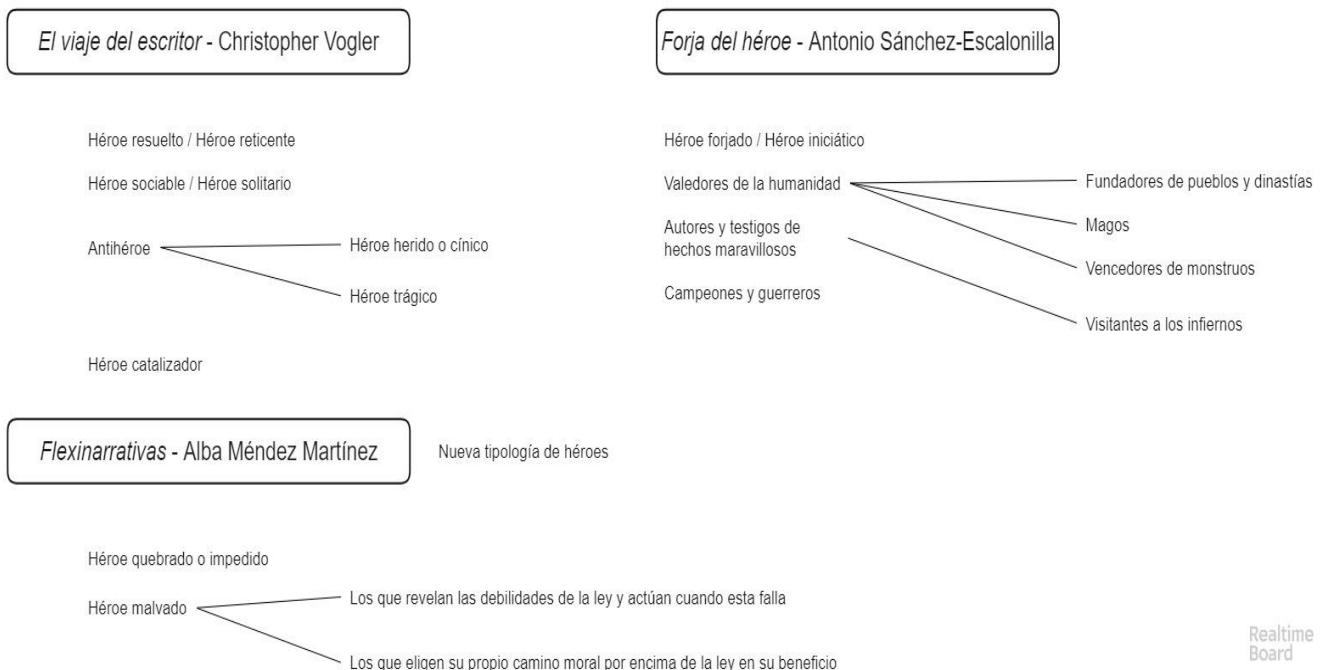 El viaje del escritor - Christopher Vogler
Héroe resuelto / Héroe reticente
Héroe sociable / Héroe solitario
Antihéroe
Héroe herido o cínico
Héroe trágico
Héroe catalizador
Forja del héroe - Antonio Sánchez-Escalonilla
Héroe forjado / Héroe iniciático
Valedores de la humanidad
Fundadores de pueblos y dinastías
Magos
Vencedores de monstruos
Autores y testigos de
hechos maravillosos
Visitantes a los infiernos
Campeones y guerreros
Flexinarrativas - Alba Méndez Martínez
Nueva tipología de héroes
Héroe quebrado o impedido
Héroe malvado
Los que revelan las debilidades de la ley y actúan cuando esta falla
Los que eligen su propio camino moral por encima de la ley en su beneficio
Realtime
Board